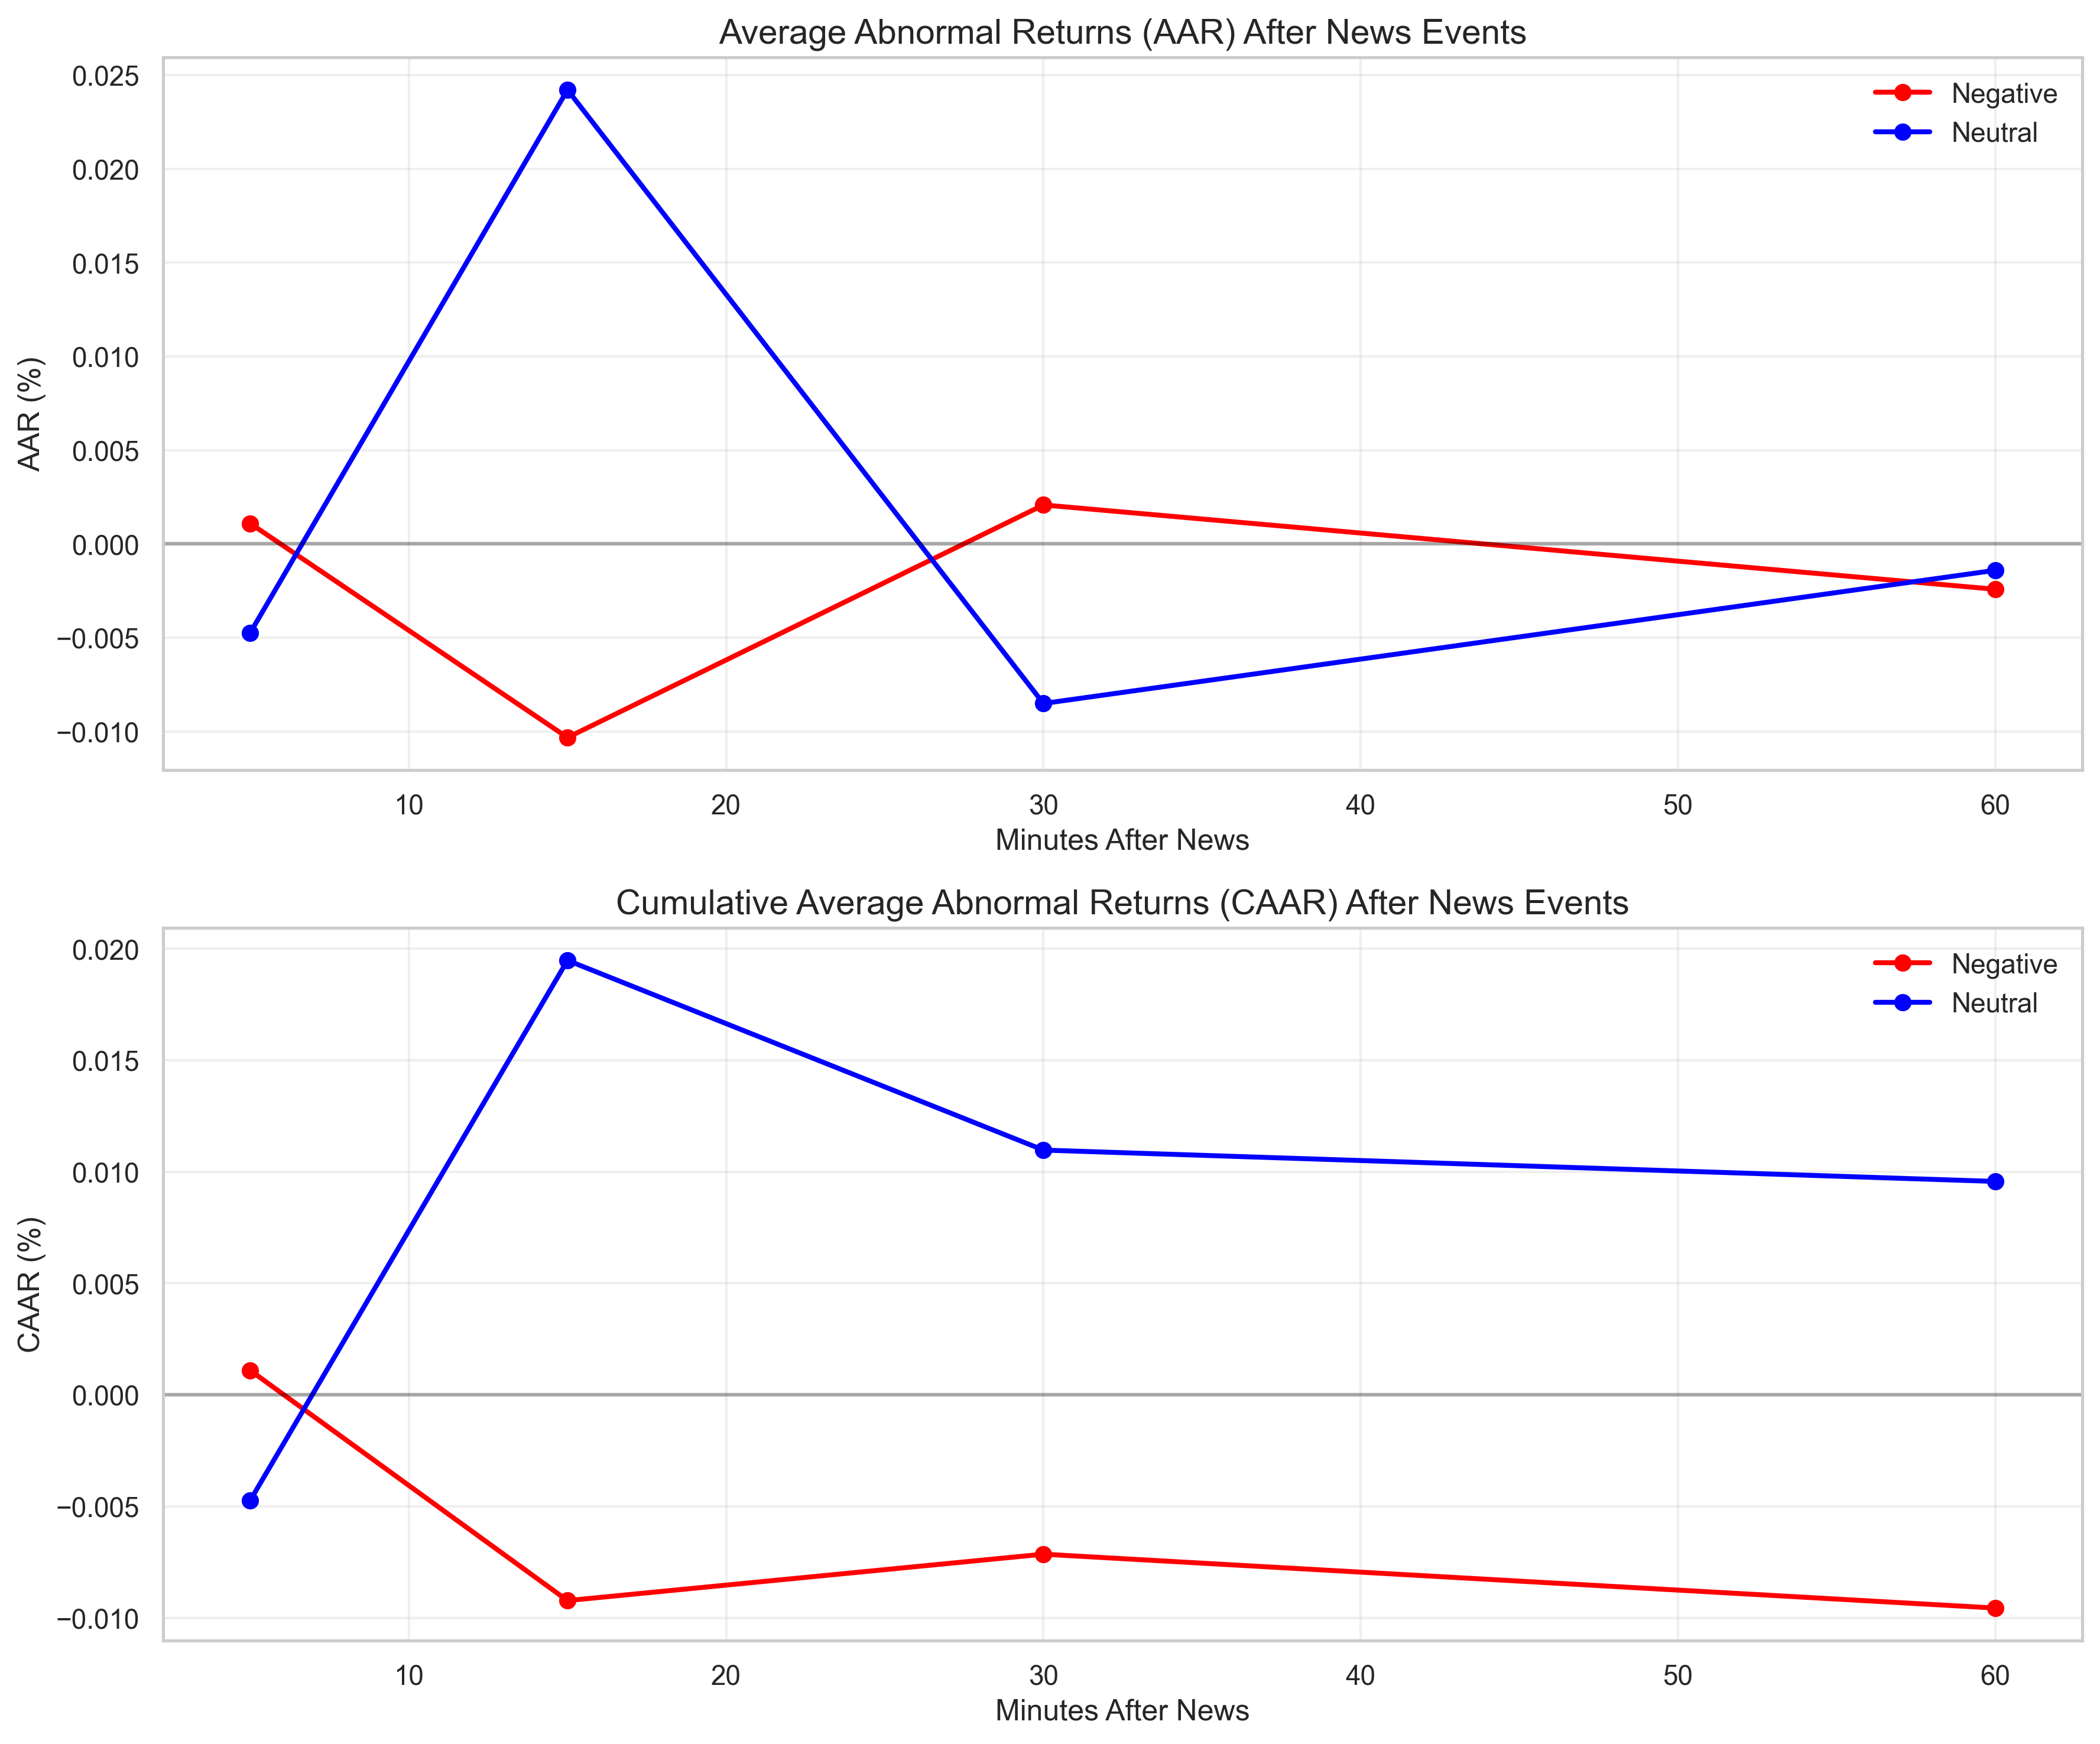 Average Abnormal Returns (AAR) After News Events
0.025
0.020
0.015
0.010
0.005
0.000
−0.005
−0.010
AAR (%)
Negative
Neutral
10 20 30 40 50 60
Minutes After News
Cumulative Average Abnormal Returns (CAAR) After News Events
0.020
0.015
0.010
0.005
0.000
−0.005
−0.010
CAAR (%)
Negative
Neutral
10 20 30 40 50 60
Minutes After News